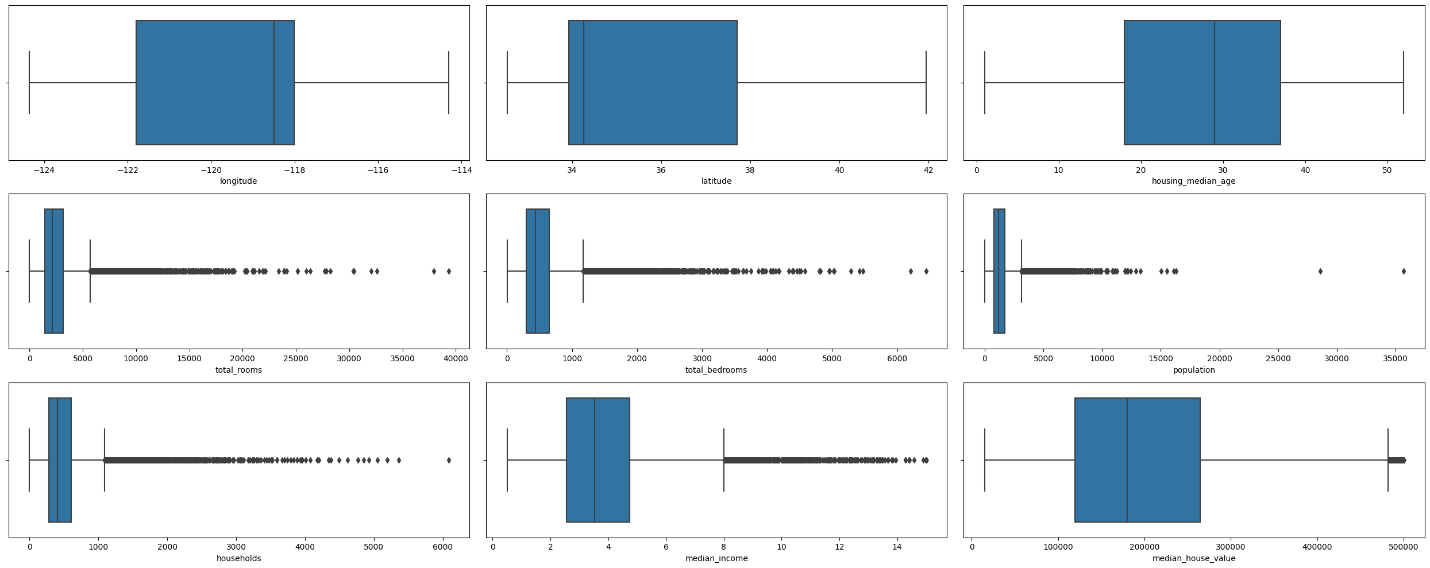 −124 −122 −120 −118 −116 −114
longitude
34 36 38 40 42
latitude
0 10 20 30 40 50
housing_median_age
0 5000 10000 15000 20000 25000 30000 35000 40000
total_rooms
0 1000 2000 3000 4000 5000 6000
total_bedrooms
0 5000 10000 15000 20000 25000 30000 35000
population
0 1000 2000 3000 4000 5000 6000
households
0 2 4 6 8 10 12 14
median_income
0 100000 200000 300000 400000 500000
median_house_value